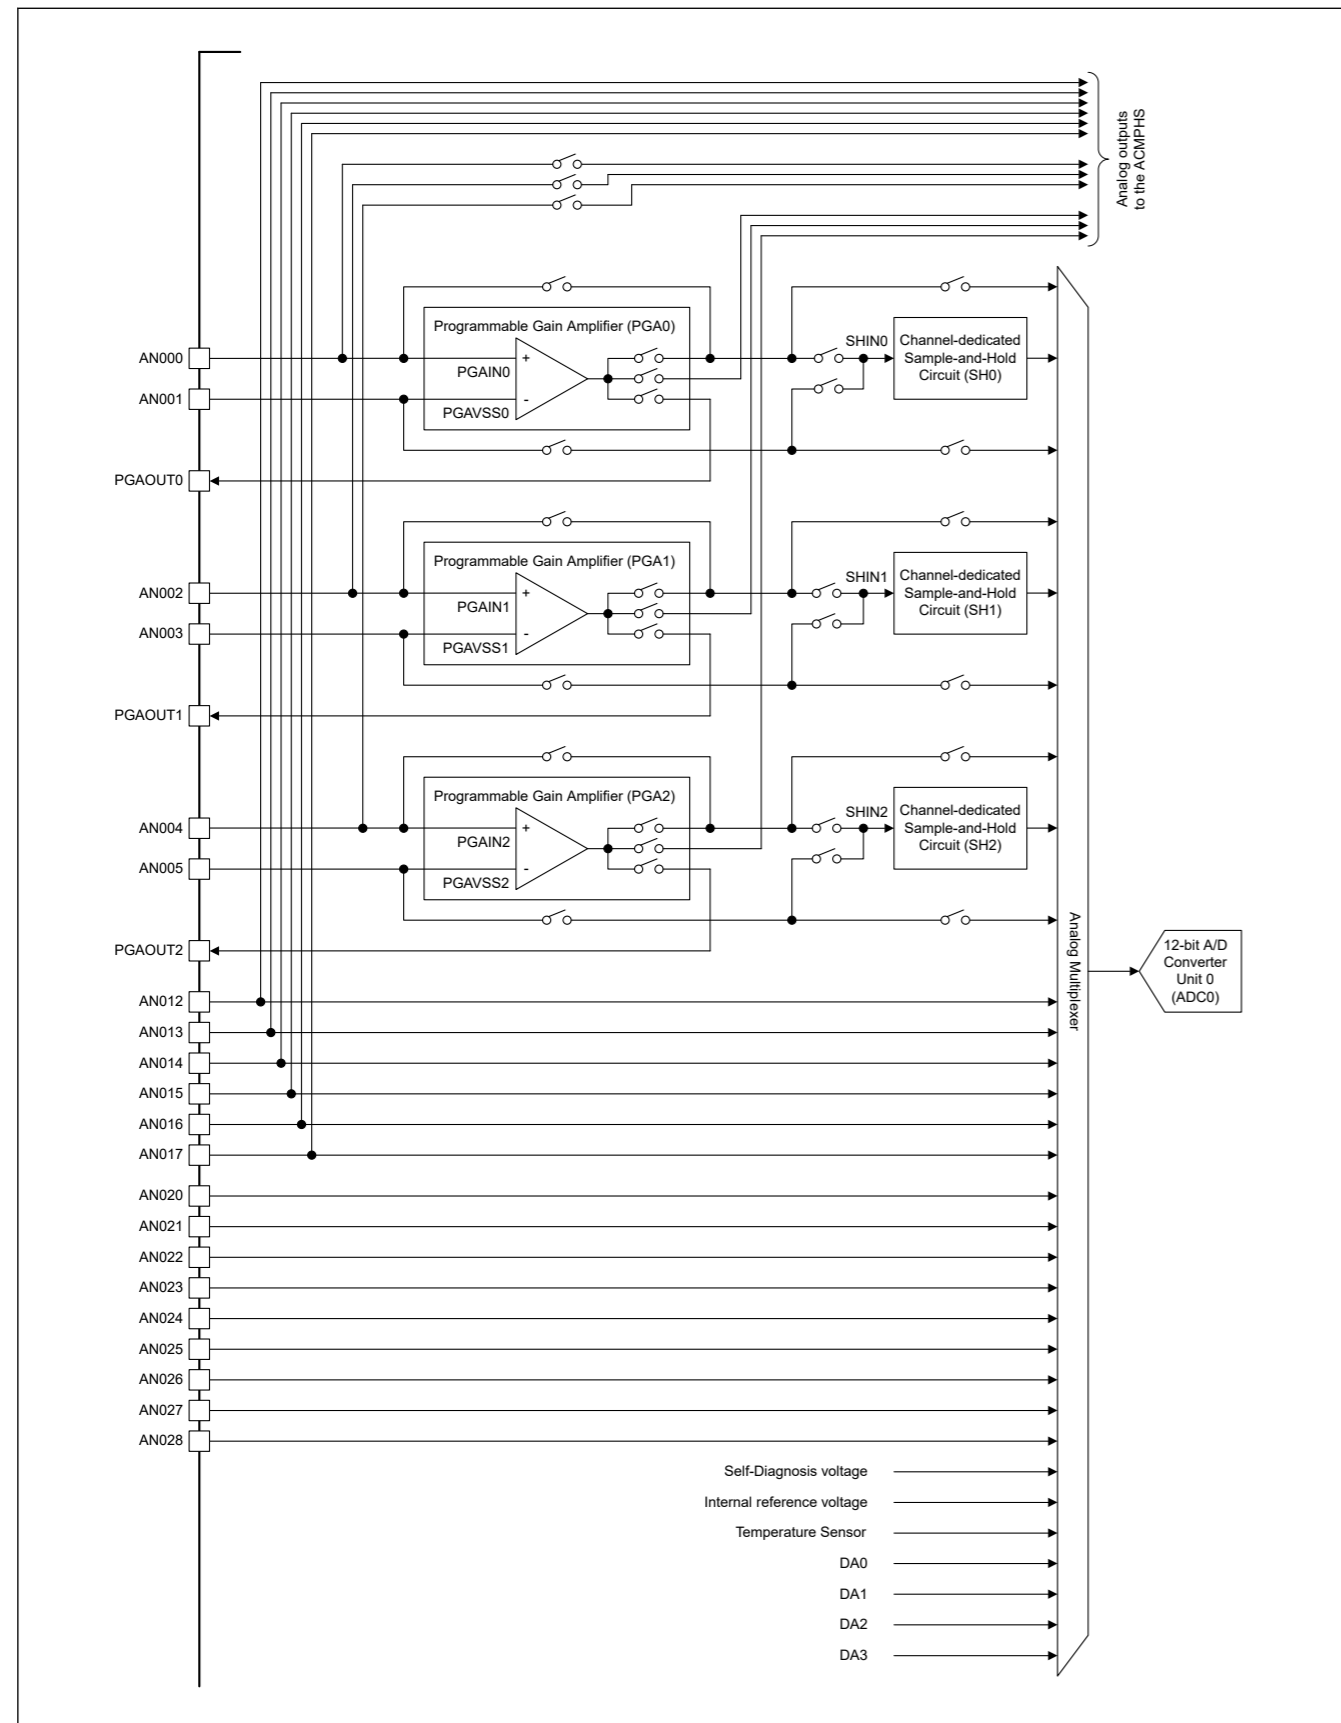 Analog outputs
to the ACMPHS
Programmable Gain Amplifier (PGA0)
AN000
+
PGAIN0
SHIN0
Channel-dedicated
Sample-and-Hold
Circuit (SH0)
AN001
-
PGAVSS0
PGAOUT0
Programmable Gain Amplifier (PGA1)
AN002
+
PGAIN1
SHIN1
Channel-dedicated
Sample-and-Hold
Circuit (SH1)
AN003
-
PGAVSS1
PGAOUT1
Programmable Gain Amplifier (PGA2)
AN004
+
PGAIN2
SHIN2
Channel-dedicated
Sample-and-Hold
Circuit (SH2)
AN005
-
PGAVSS2
PGAOUT2
Analog Multiplexer
12-bit A/D
Converter
Unit 0
(ADC0)
AN012
AN013
AN014
AN015
AN016
AN017
AN020
AN021
AN022
AN023
AN024
AN025
AN026
AN027
AN028
Self-Diagnosis voltage
Internal reference voltage
Temperature Sensor
DA0
DA1
DA2
DA3